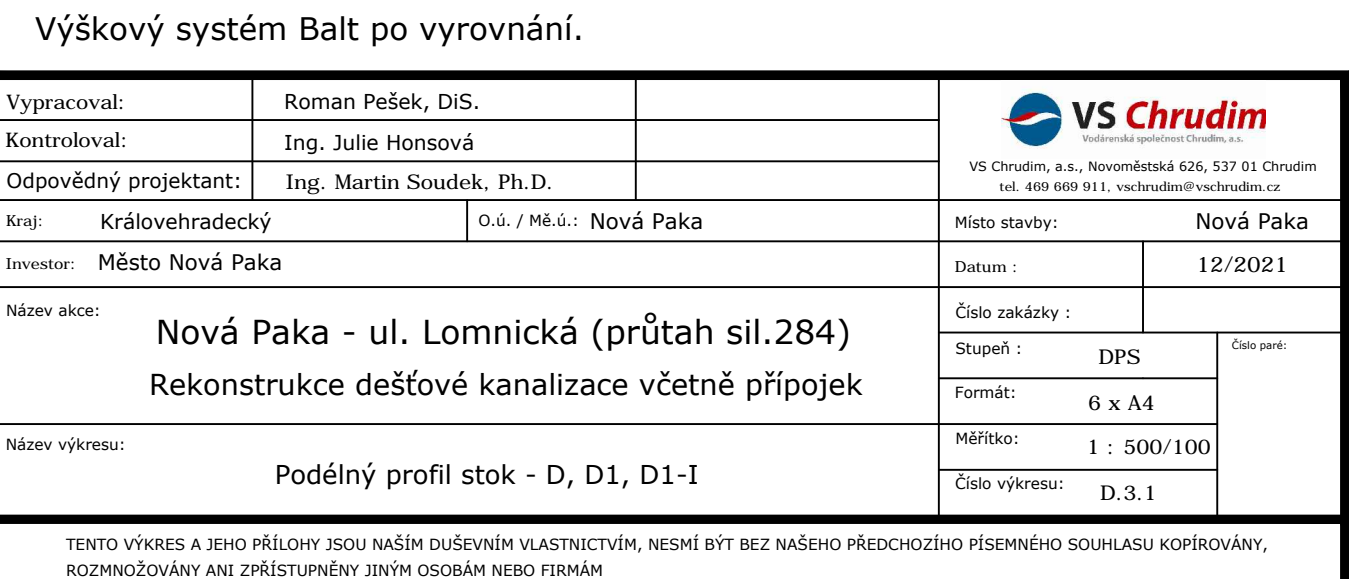 Výškový systém Balt po vyrovnání.
Vypracoval: Roman Pešek, DiS.
Kontroloval: Ing. Julie Honsová
Odpovědný projektant: Ing. Martin Soudek, Ph.D.
VS Chrudim
Vodárenská společnost Chrudim, a.s.
VS Chrudim, a.s., Novoměstská 626, 537 01 Chrudim
tel. 469 669 911, vschrudim@vschrudim.cz
Kraj: Královehradecký O.ú. / Mě.ú.: Nová Paka
Místo stavby: Nová Paka
Investor: Město Nová Paka
Datum : 12/2021
Název akce:
Nová Paka - ul. Lomnická (průtah sil.284)
Rekonstrukce dešťové kanalizace včetně přípojek
Číslo zakázky :
Stupeň : DPS
Číslo paré:
Formát: 6 x A4
Název výkresu:
Podélný profil stok - D, D1, D1-I
Měřítko: 1 : 500/100
Číslo výkresu: D.3.1
TENTO VÝKRES A JEHO PŘÍLOHY JSOU NAŠÍM DUŠEVNÍM VLASTNICTVÍM, NESMÍ BÝT BEZ NAŠEHO PŘEDCHOZÍHO PÍSEMNÉHO SOUHLASU KOPÍROVÁNY,
ROZMNOŽOVÁNY ANI ZPŘÍSTUPNĚNY JINÝM OSOBÁM NEBO FIRMÁM